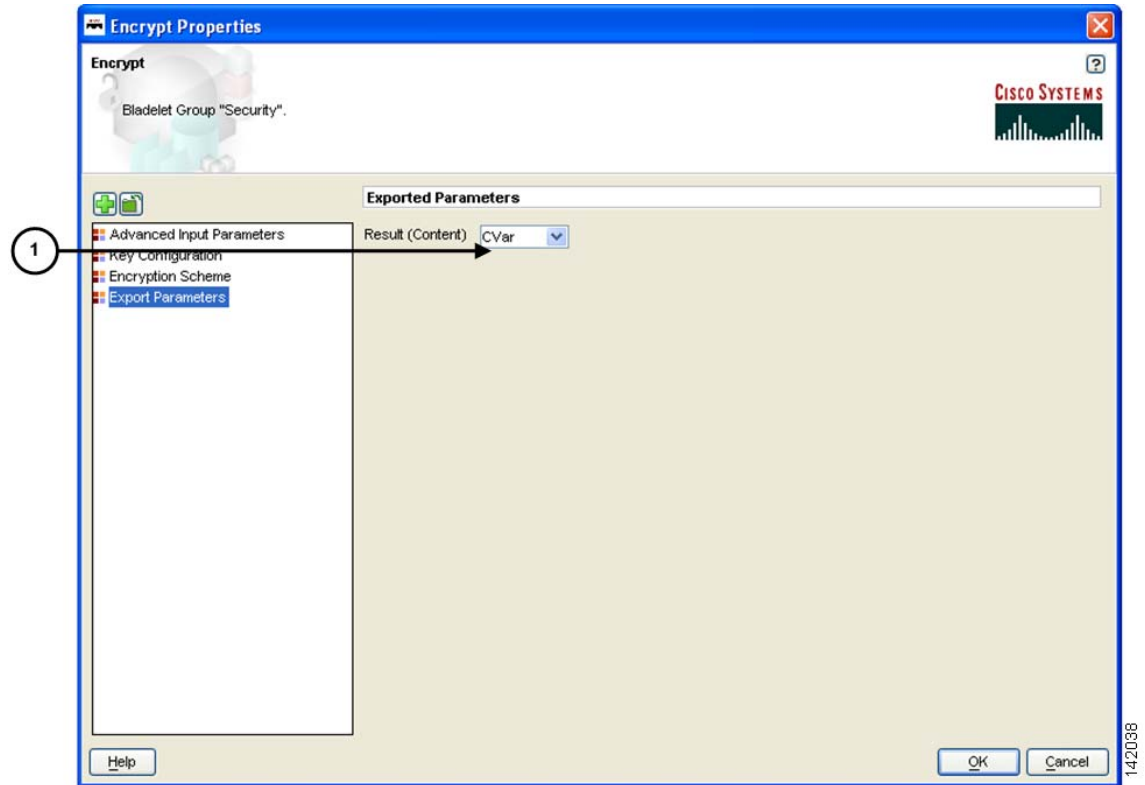 Encrypt Properties
Encrypt
?
Bladelet Group "Security".
CISCO SYSTEMS
Exported Parameters
Advanced Input Parameters
Result (Content) CVar
1
Key Configuration
Encryption Scheme
Export Parameters
Help
OK
Cancel
142038